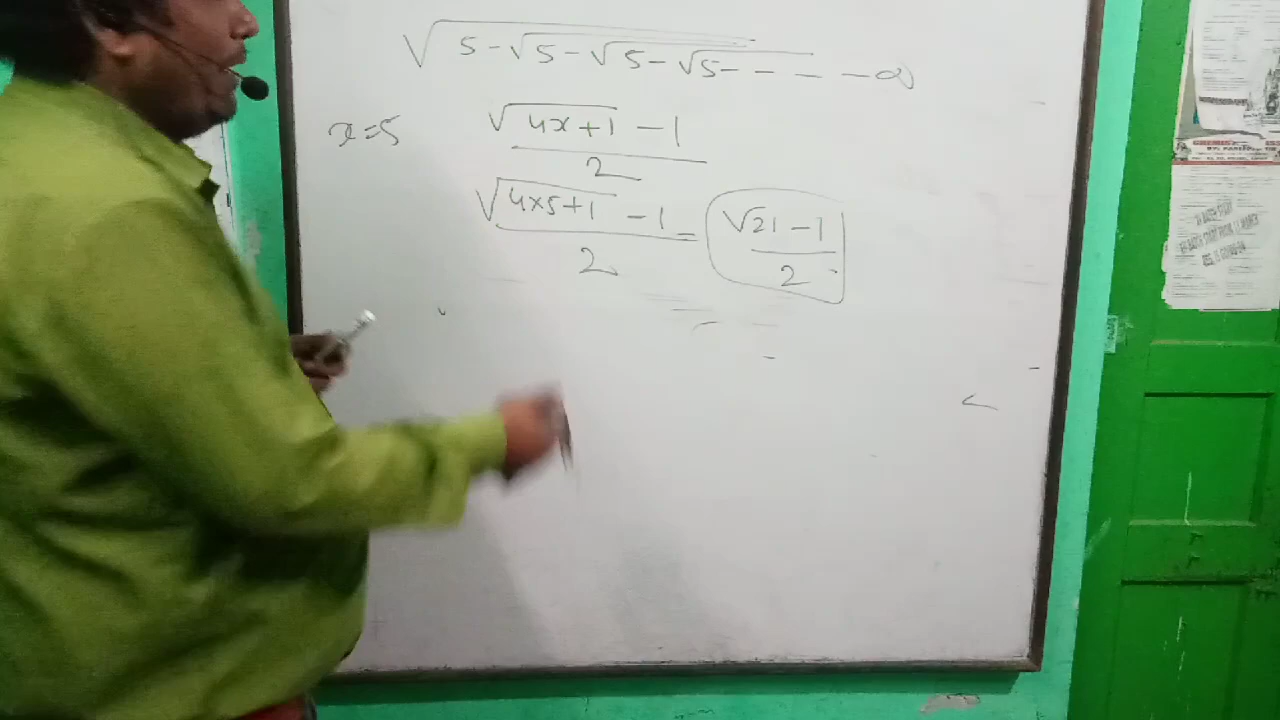 √5-√5-√5-√5- - - - -∞
x=5
√4x+1 -1
2
√4x5+1 -1 = √21 -1
2 2